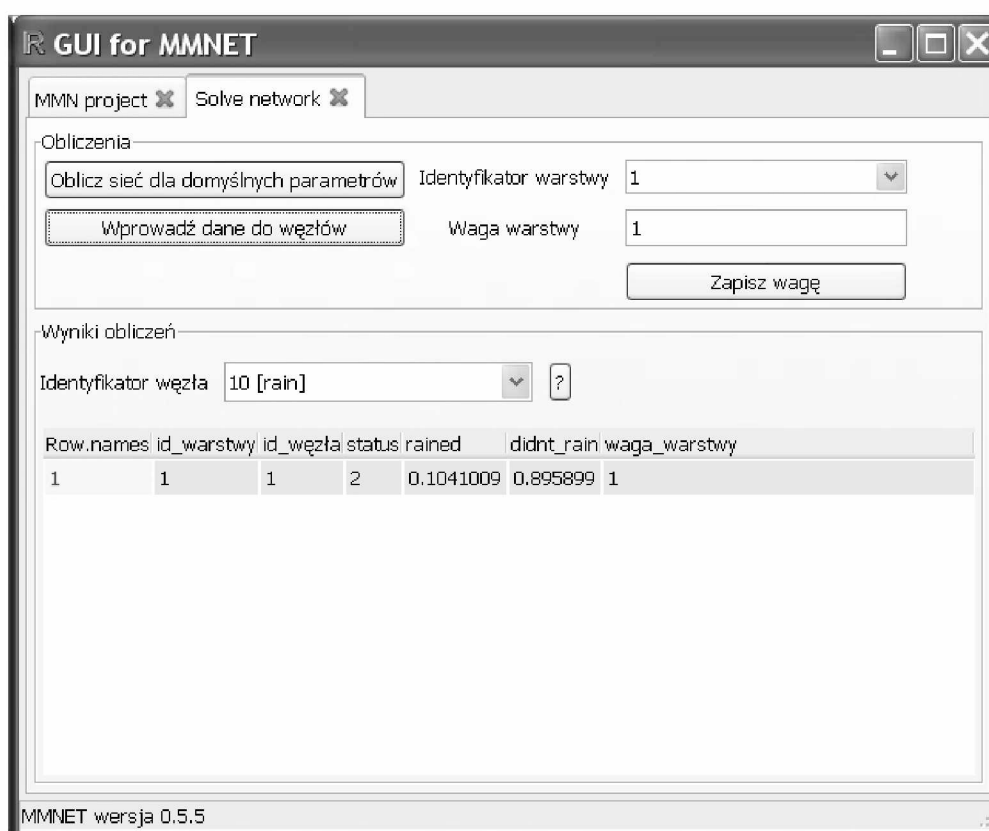 R GUI for MMNET
MMN project Solve network
Obliczenia
Oblicz sieć dla domyślnych parametrów Identyfikator warstwy 1
Wprowadź dane do węzłów Waga warstwy 1
Zapisz wagę
Wyniki obliczeń
Identyfikator węzła 10 [rain] ?
Row.names id_warstwy id_węzła status rained didnt_rain waga_warstwy
1 1 1 2 0.1041009 0.895899 1
MMNET wersja 0.5.5